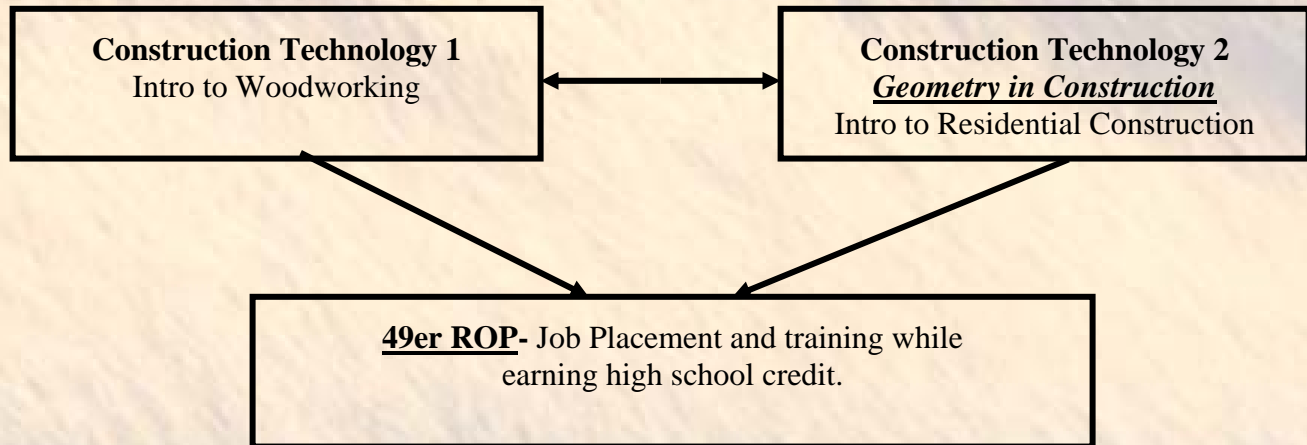 Construction Technology 1
Intro to Woodworking
Construction Technology 2
Geometry in Construction
Intro to Residential Construction
49er ROP- Job Placement and training while
earning high school credit.